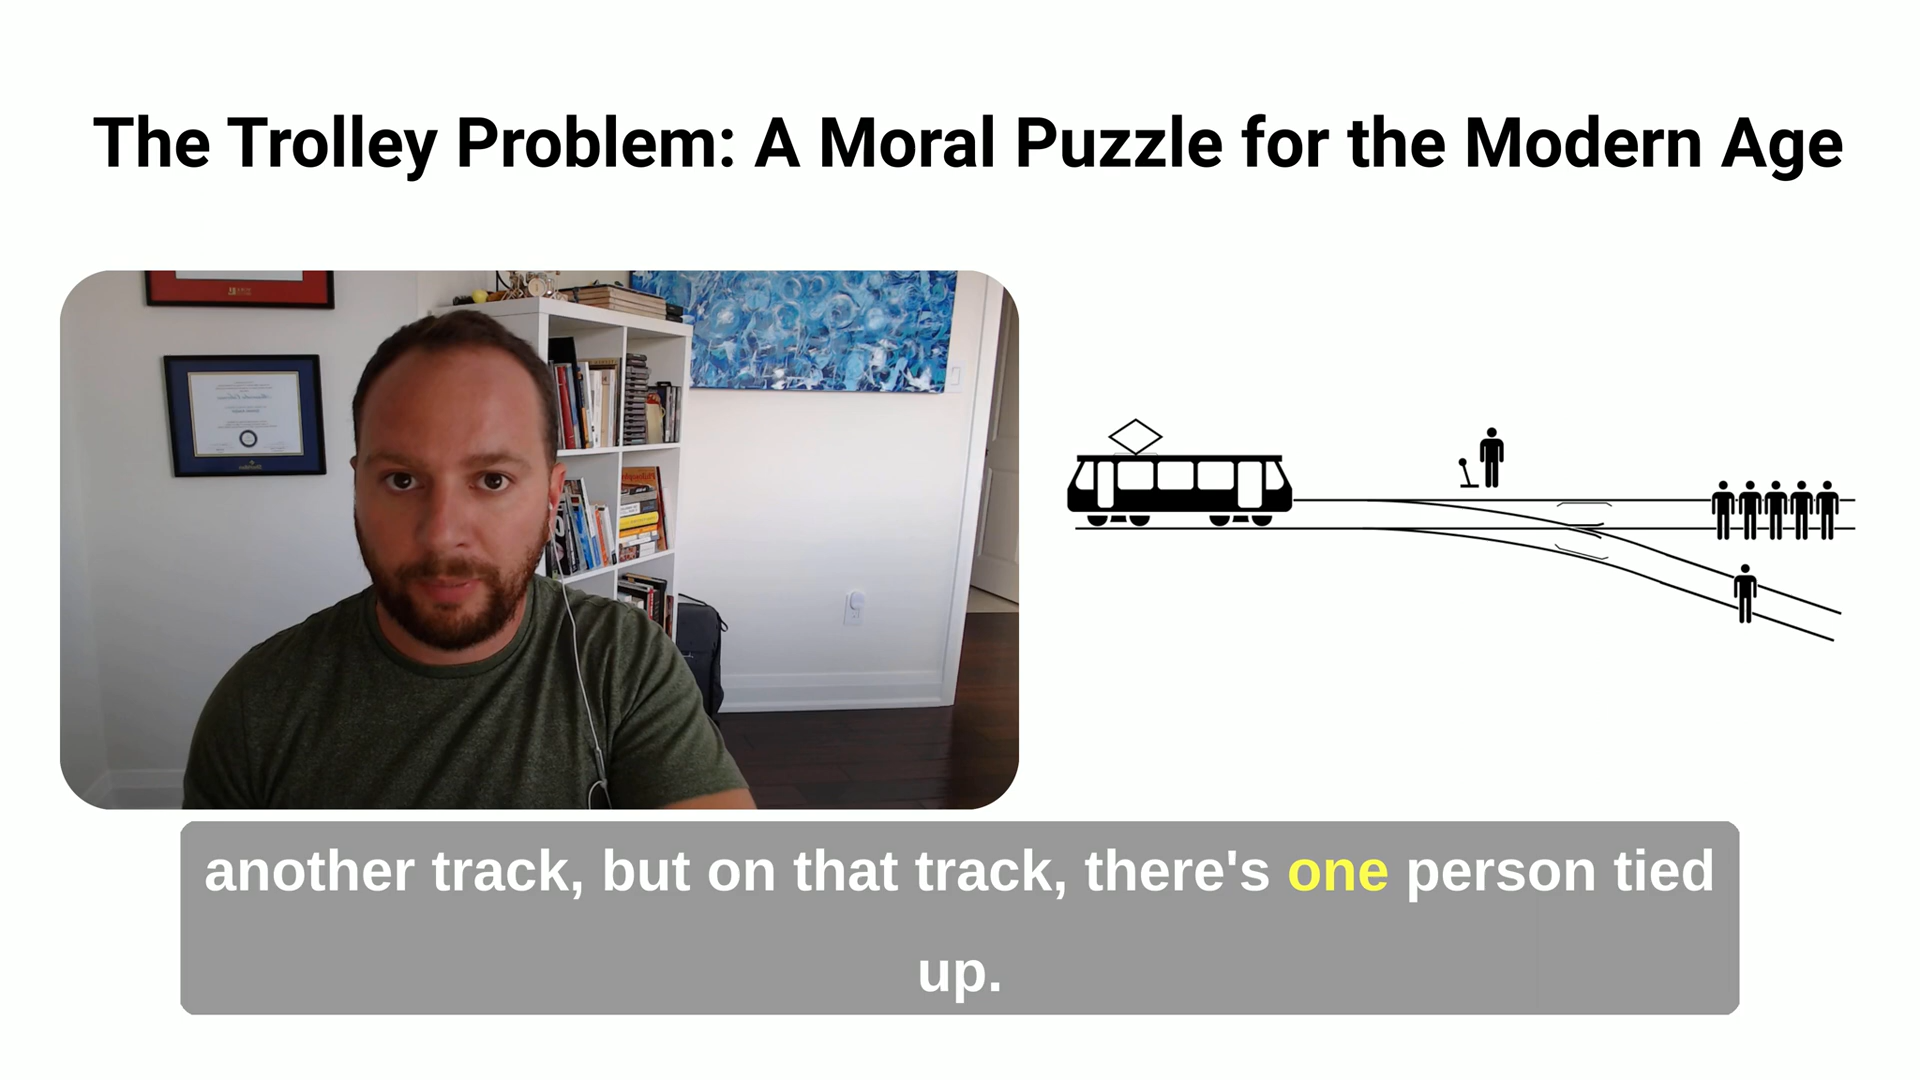 The Trolley Problem: A Moral Puzzle for the Modern Age
another track, but on that track, there's one person tied
up.